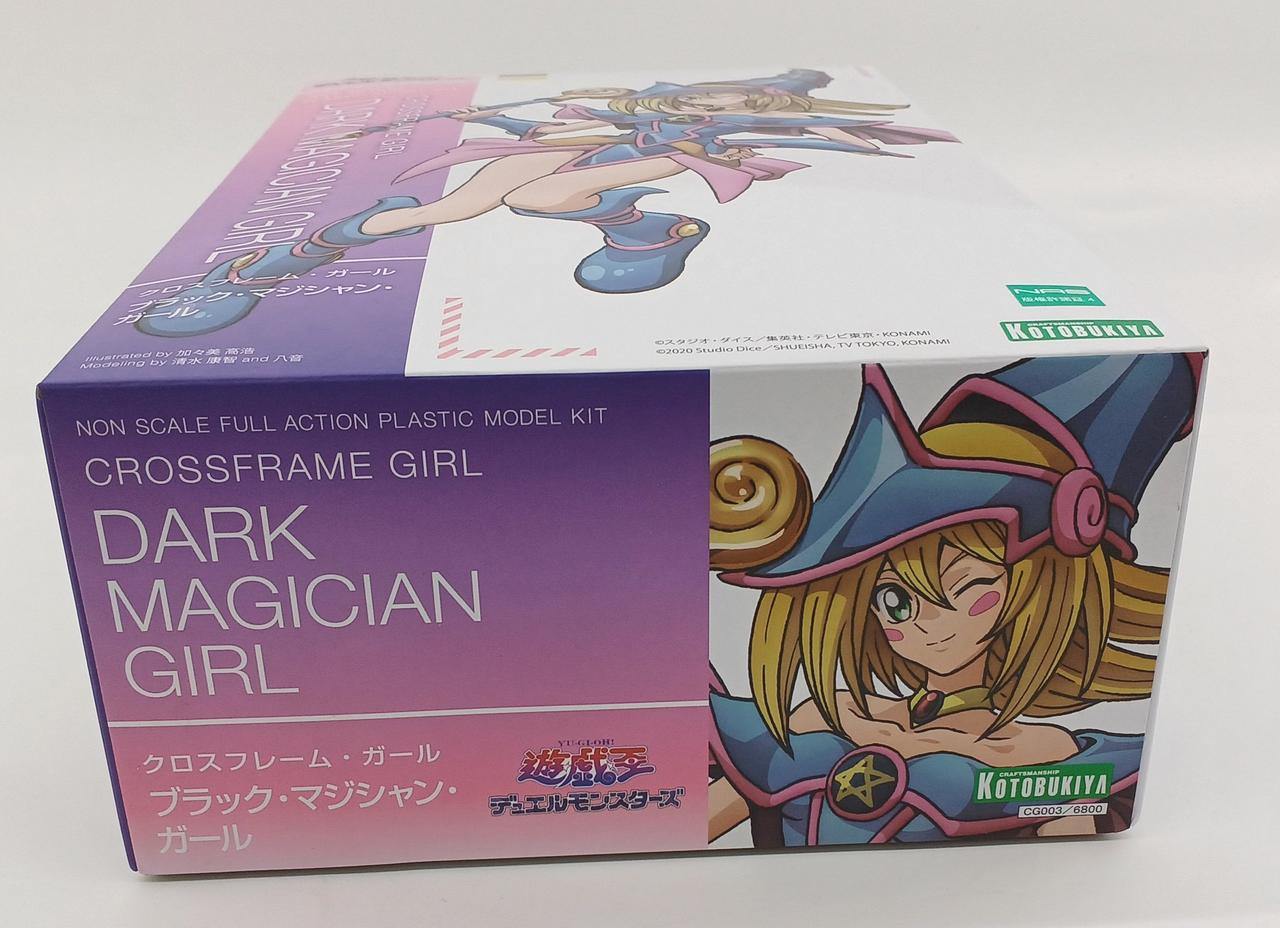 CROSSFRAME GIRL
DARK MAGICIAN GIRL
クロスフレーム・ガール
ブラック・マジシャン・
ガール
Illustrated by 加々美 高浩
Modeling by 清水 康智 and 八音
©スタジオ・ダイス／集英社・テレビ東京・KONAMI
©2020 Studio Dice／SHUEISHA, TV TOKYO, KONAMI
NAS
CRAFTSMANSHIP
KOTOBUKIYA
NON SCALE FULL ACTION PLASTIC MODEL KIT
CROSSFRAME GIRL
DARK
MAGICIAN
GIRL
クロスフレーム・ガール
ブラック・マジシャン・
ガール
YU-GI-OH!
遊戯王
デュエルモンスターズ
CRAFTSMANSHIP
KOTOBUKIYA
CG003／6800